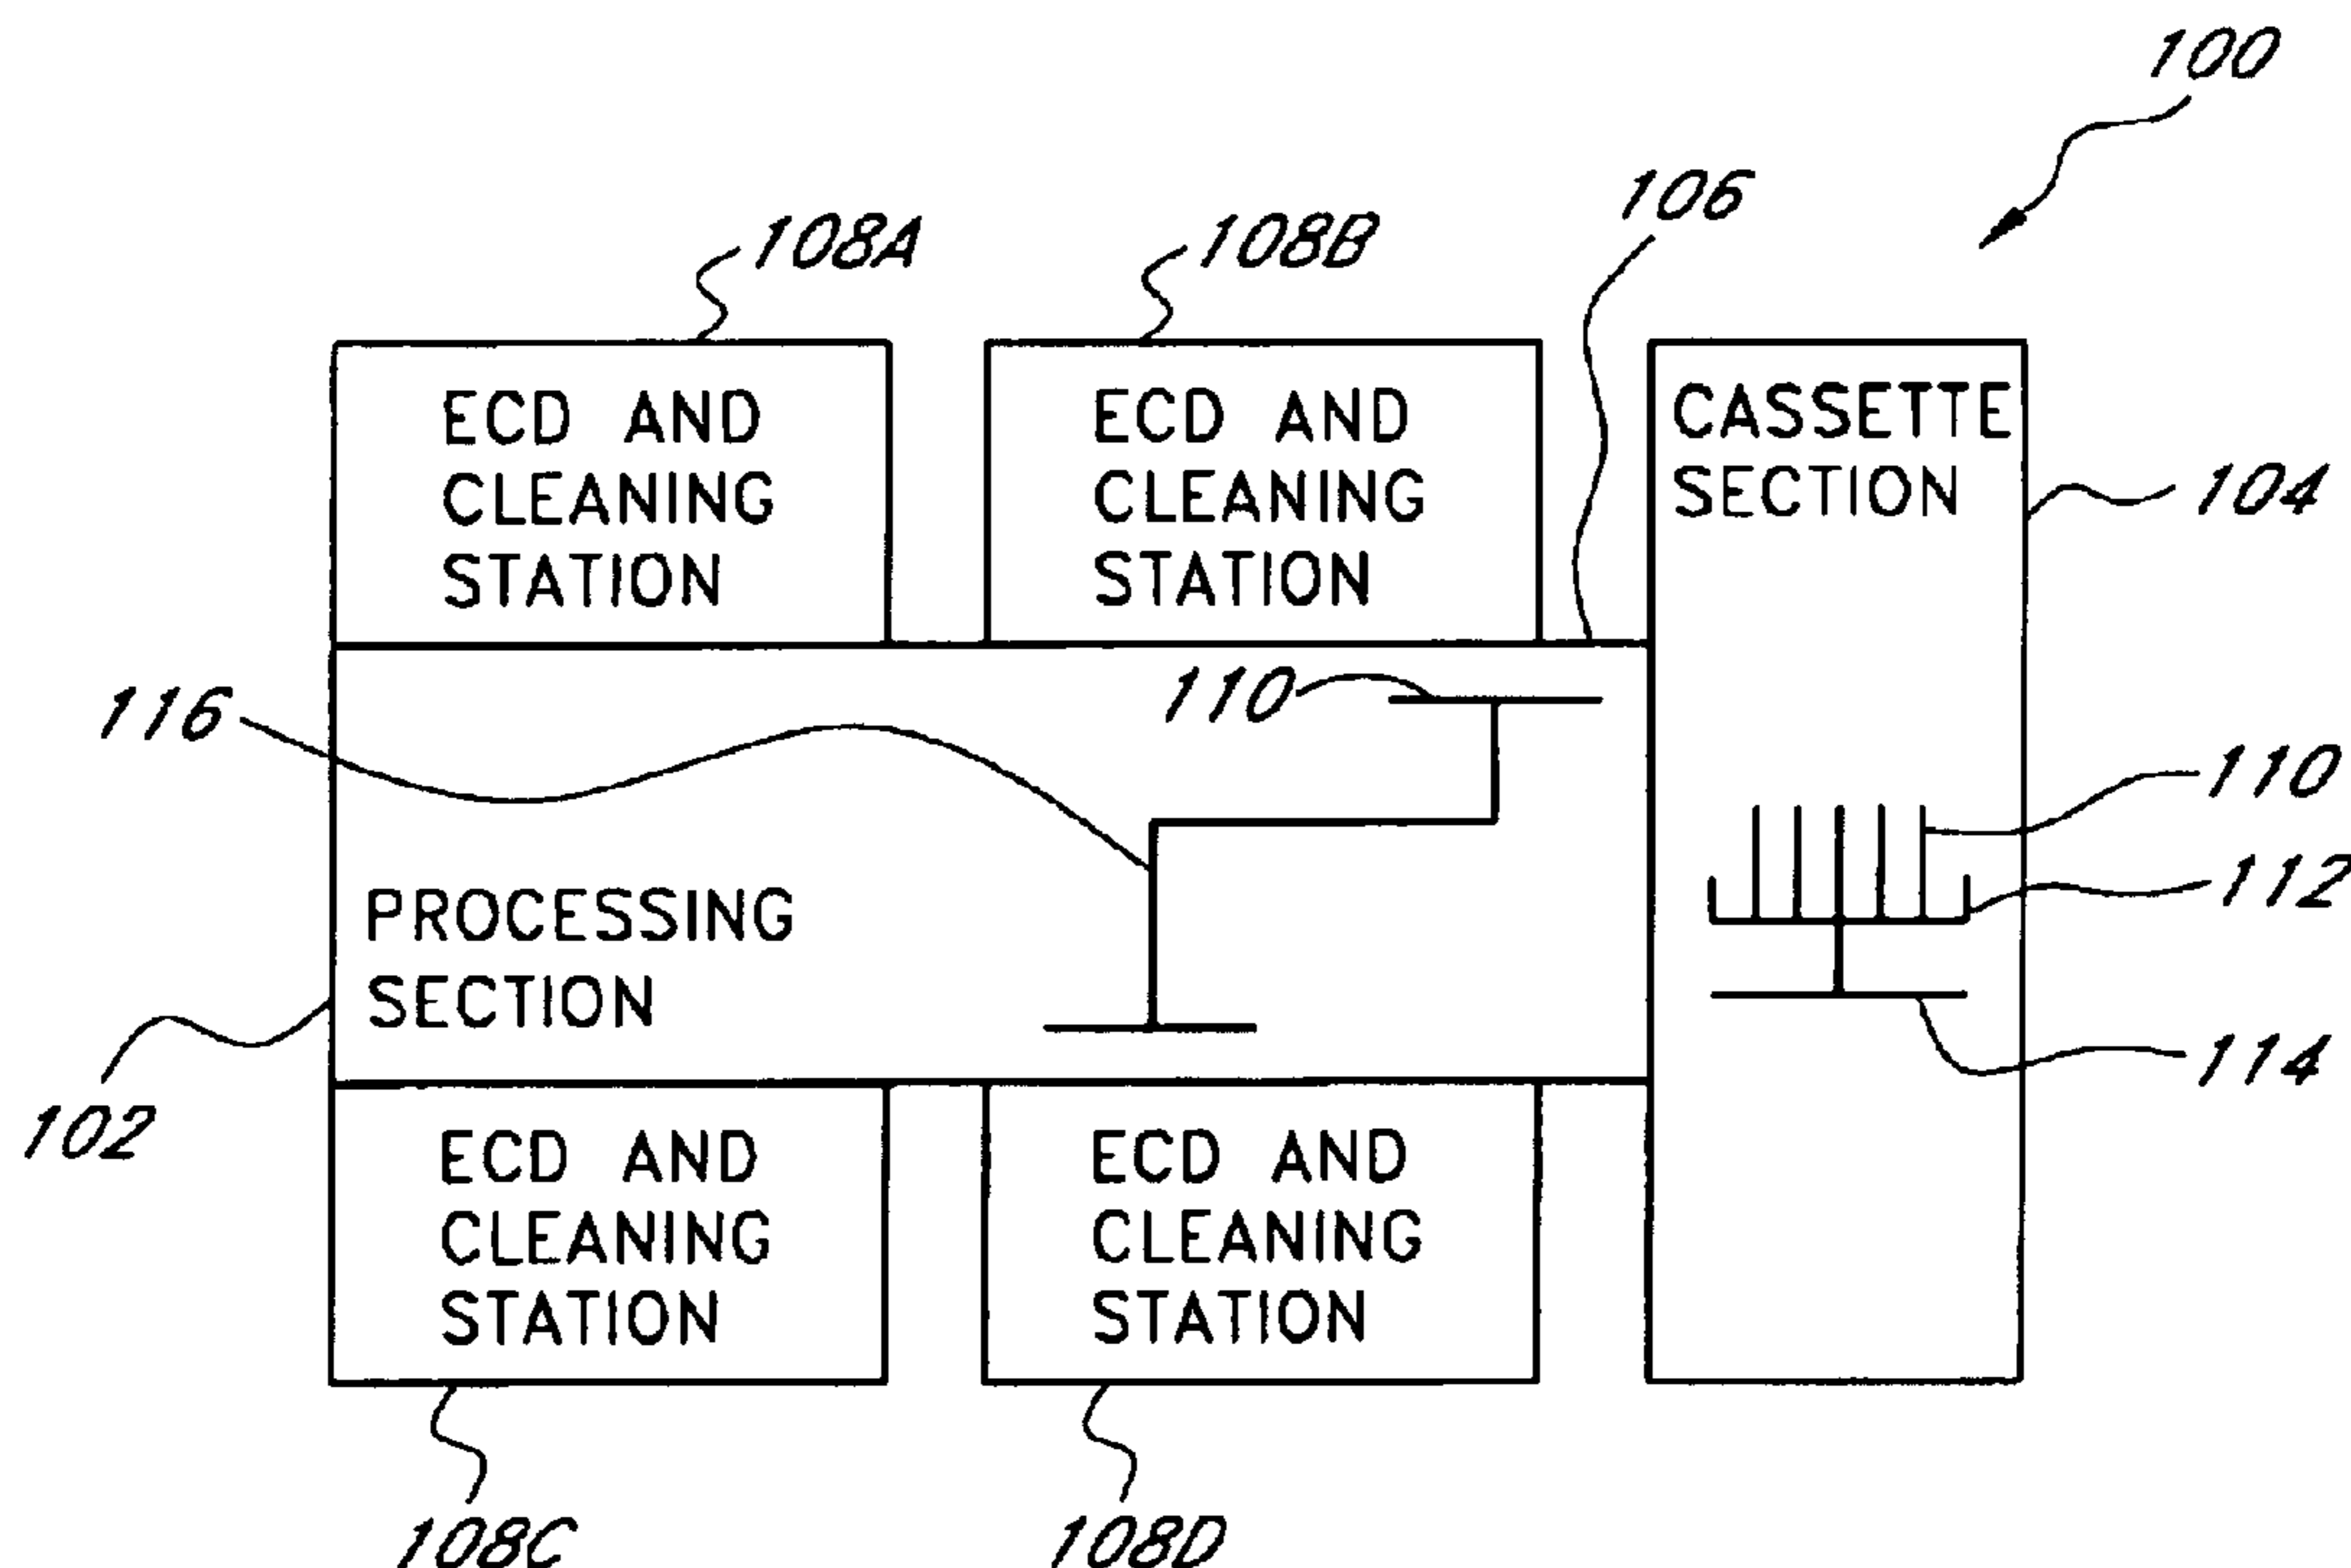 100
106
108A
108B
ECD AND
CLEANING
STATION
ECD AND
CLEANING
STATION
CASSETTE
SECTION
104
116
110
110
112
PROCESSING
SECTION
114
102
ECD AND
CLEANING
STATION
ECD AND
CLEANING
STATION
108C
108D